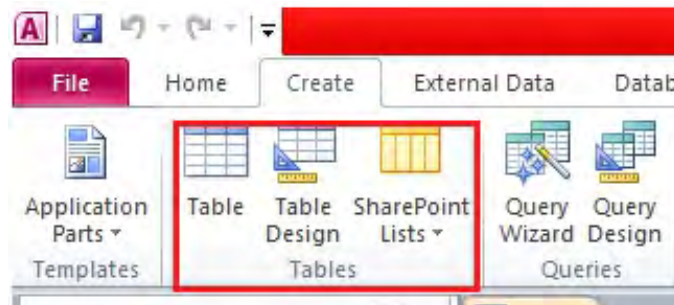 A
File Home Create External Data Datab
Application Parts Table Table Design SharePoint Lists Query Wizard Query Design
Templates Tables Queries